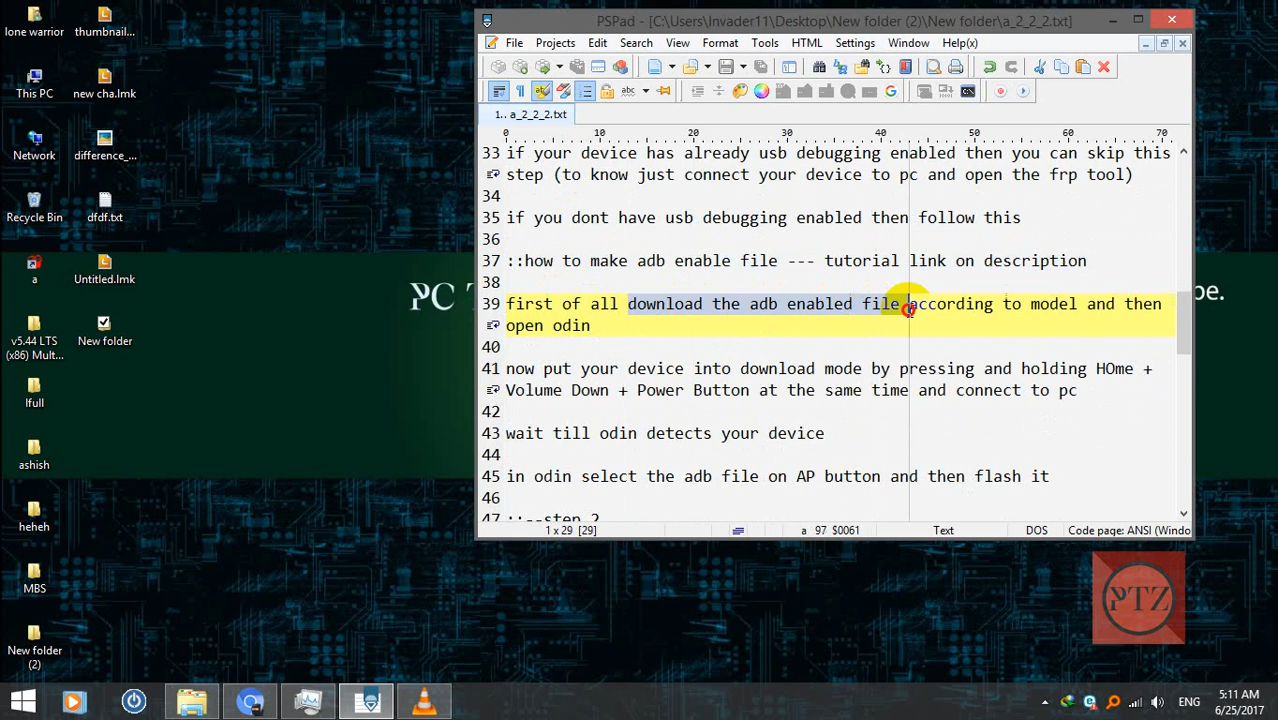 PSPad - [C:\Users\Invader11\Desktop\New folder (2)\New folder\a_2_2_2.txt]
File Projects Edit Search View Format Tools HTML Settings Window Help(x)
1.. a_2_2_2.txt
0 10 20 30 40 50 60 70
33 if your device has already usb debugging enabled then you can skip this
step (to know just connect your device to pc and open the frp tool)
34
35 if you dont have usb debugging enabled then follow this
36
37 ::how to make adb enable file --- tutorial link on description
38
39 first of all download the adb enabled file according to model and then
open odin
40
41 now put your device into download mode by pressing and holding HOme +
Volume Down + Power Button at the same time and connect to pc
42
43 wait till odin detects your device
44
45 in odin select the adb file on AP button and then flash it
46
47 ::--step 2
1 x 29 [29] a 97 $0061 Text DOS Code page: ANSI (Windo
lone warrior
thumbnail...
This PC
new cha.lmk
Network
difference_...
Recycle Bin
dfdf.txt
a
Untitled.lmk
v5.44 LTS
(x86) Mult...
New folder
lfull
ashish
heheh
MBS
New folder
(2)
PC T
be.
PTZ
ENG
5:11 AM
6/25/2017